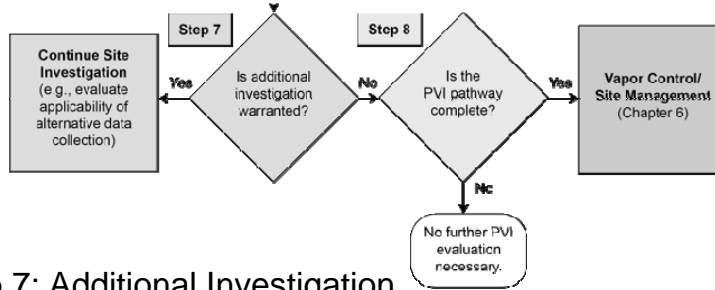 Step 7
Step 8
Continue Site
Investigation
(e.g., evaluate
applicability of
alternative data
collection)
Yes
Is additional
investigation
warranted?
No
Is the
PVI pathway
complete?
Yes
Vapor Control/
Site Management
(Chapter 6)
No
No further PVI
evaluation
necessary.
7: Additional Investigation